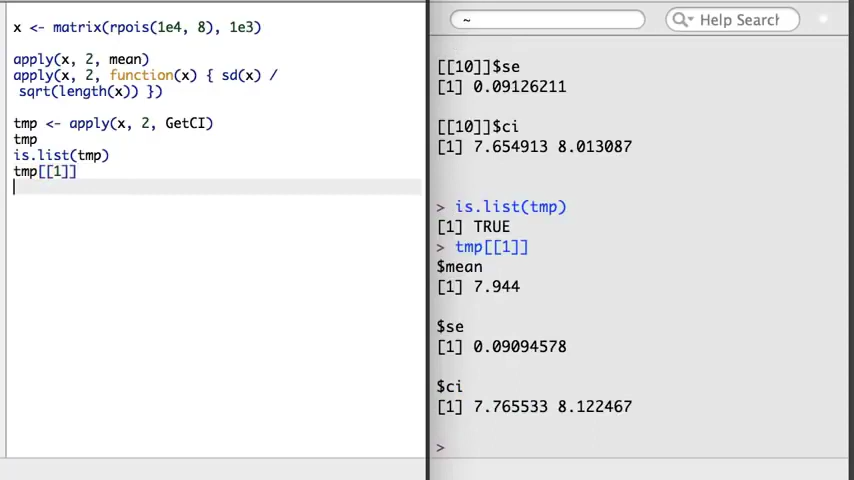 x <- matrix(rpois(1e4, 8), 1e3)
apply(x, 2, mean)
apply(x, 2, function(x) { sd(x) /
sqrt(length(x)) })
tmp <- apply(x, 2, GetCI)
tmp
is.list(tmp)
tmp[[1]]
~
Help Search
[[10]]$se
[1] 0.09126211
[[10]]$ci
[1] 7.654913 8.013087
> is.list(tmp)
[1] TRUE
> tmp[[1]]
$mean
[1] 7.944
$se
[1] 0.09094578
$ci
[1] 7.765533 8.122467
>